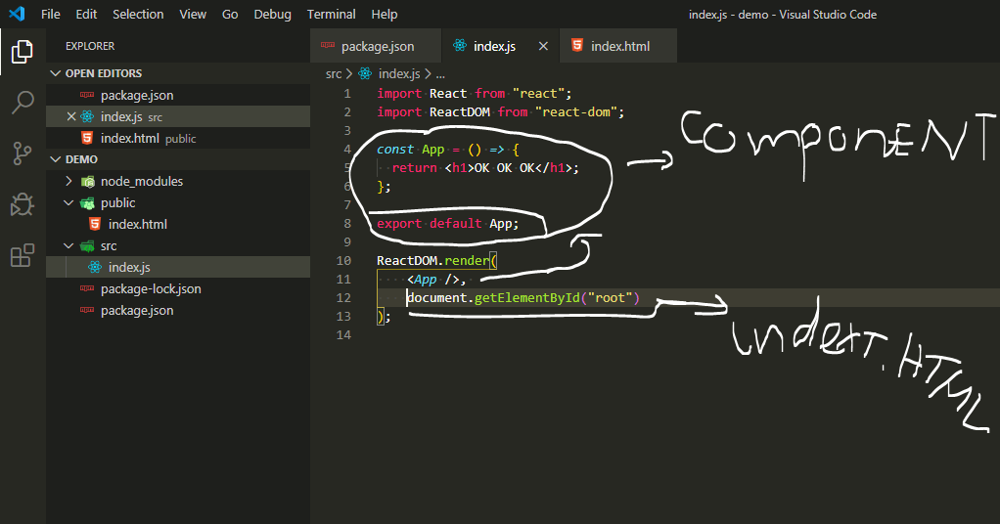 File Edit Selection View Go Debug Terminal Help index.js - demo - Visual Studio Code
EXPLORER
OPEN EDITORS
package.json
index.js src
index.html public
DEMO
node_modules
public
index.html
src
index.js
package-lock.json
package.json
package.json index.js index.html
src > index.js > ...
1 import React from "react";
2 import ReactDOM from "react-dom";
3
4 const App = () => {
5 return <h1>OK OK OK</h1>;
6 };
7
8 export default App;
9
10 ReactDOM.render(
11 <App />,
12 document.getElementById("root")
13 );
14
ComponENT
indexT.HTML